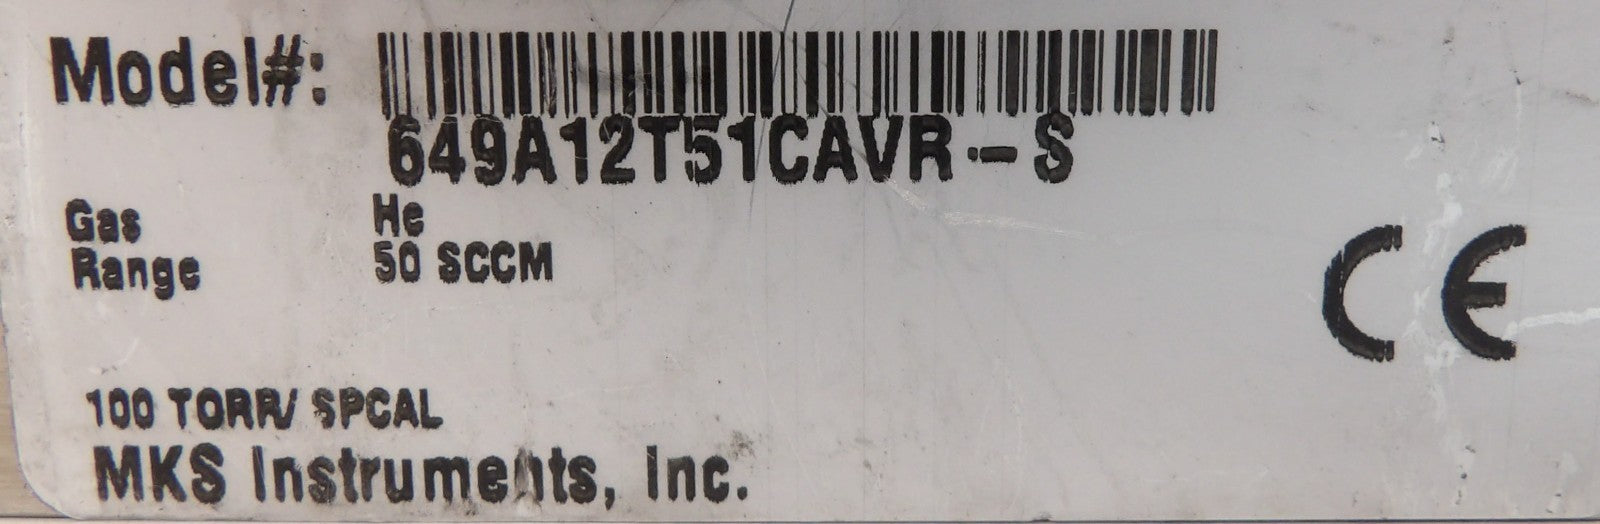 Model#:
649A12T51CAVR-S
Gas He
Range 50 SCCM
CE
100 TORR/ SPCAL
MKS Instruments, Inc.